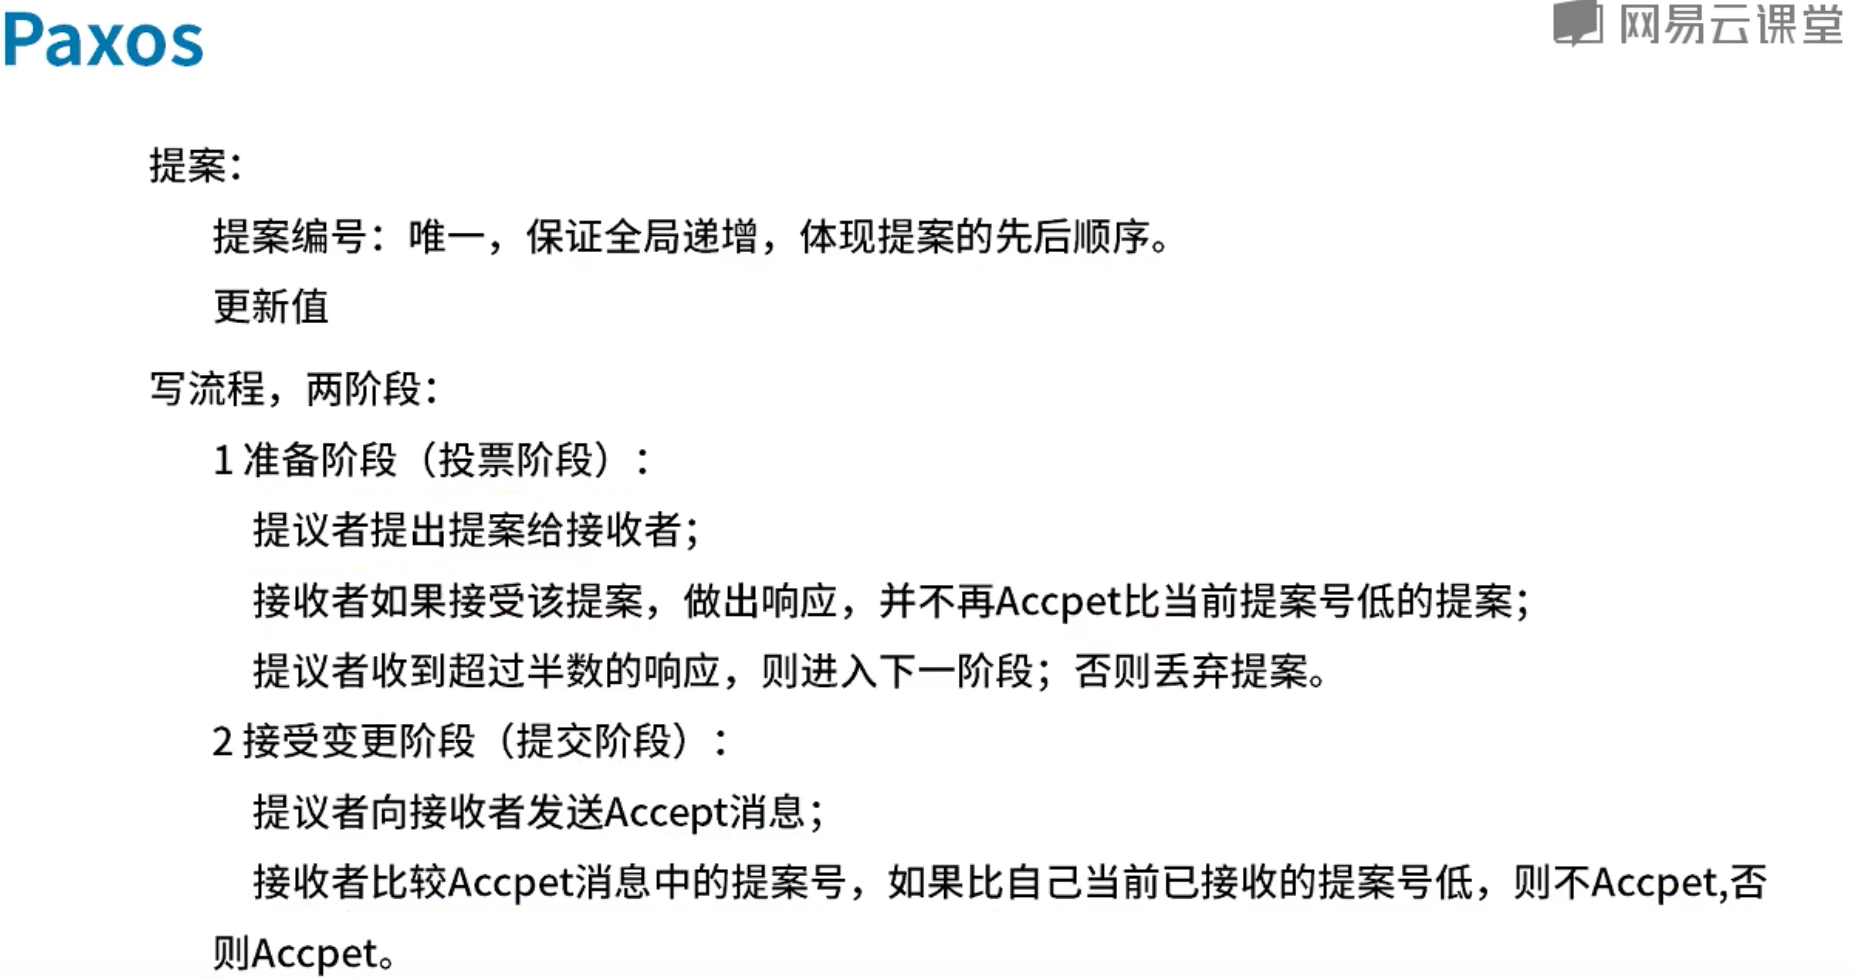 Paxos
网易云课堂
提案：
提案编号：唯一，保证全局递增，体现提案的先后顺序。
更新值
写流程，两阶段：
1 准备阶段（投票阶段）：
提议者提出提案给接收者；
接收者如果接受该提案，做出响应，并不再Accpet比当前提案号低的提案；
提议者收到超过半数的响应，则进入下一阶段；否则丢弃提案。
2 接受变更阶段（提交阶段）：
提议者向接收者发送Accept消息；
接收者比较Accpet消息中的提案号，如果比自己当前已接收的提案号低，则不Accpet,否
则Accpet。